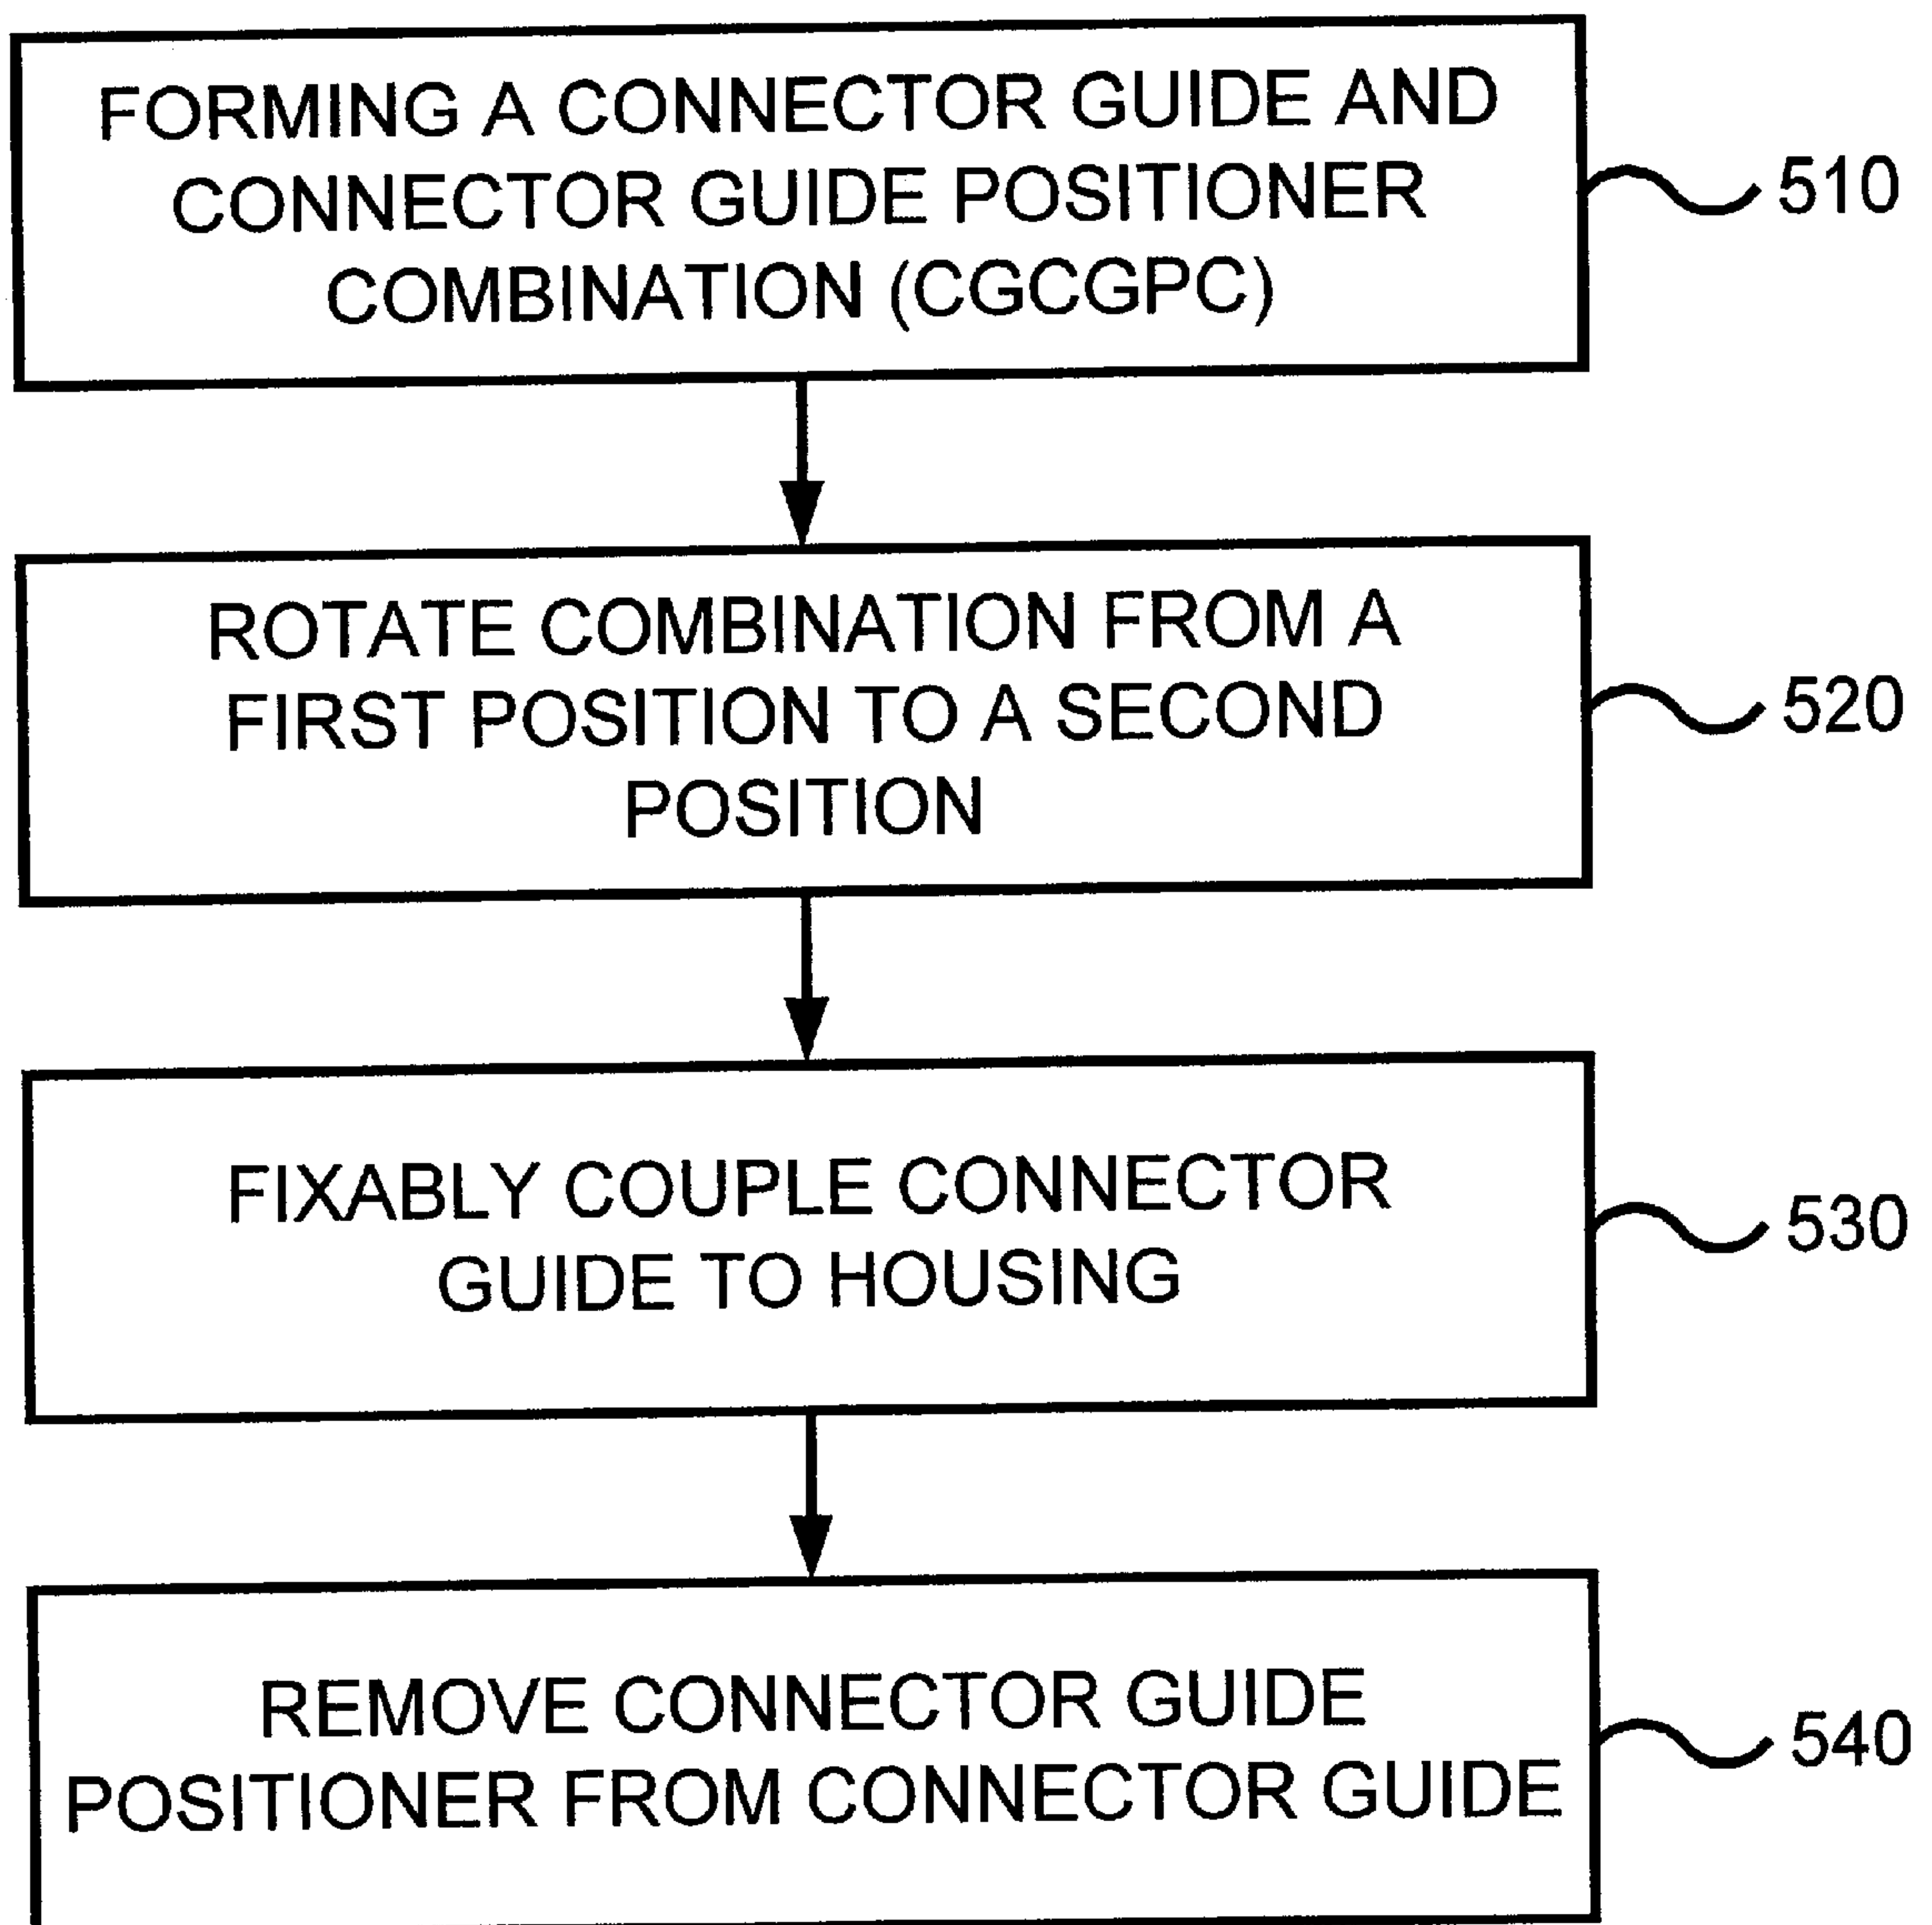 FORMING A CONNECTOR GUIDE AND
CONNECTOR GUIDE POSITIONER
COMBINATION (CGCGPC)
510
ROTATE COMBINATION FROM A
FIRST POSITION TO A SECOND
POSITION
520
FIXABLY COUPLE CONNECTOR
GUIDE TO HOUSING
530
REMOVE CONNECTOR GUIDE
POSITIONER FROM CONNECTOR GUIDE
540